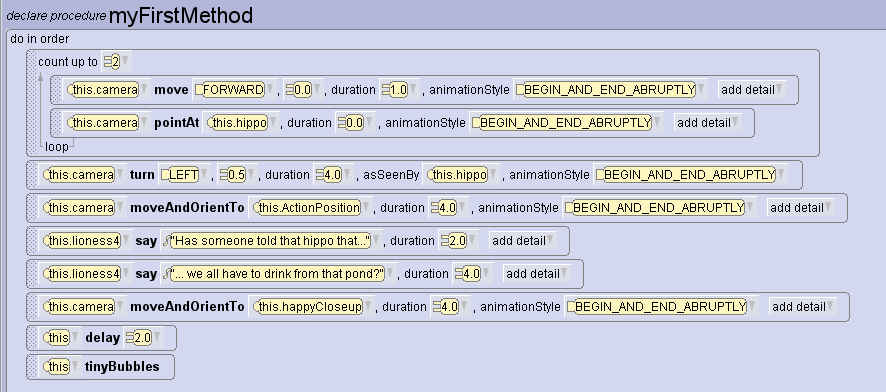 declare procedure myFirstMethod
do in order
count up to 2
this.camera move FORWARD , 0.0 , duration 1.0 , animationStyle BEGIN_AND_END_ABRUPTLY add detail
this.camera pointAt this.hippo , duration 0.0 , animationStyle BEGIN_AND_END_ABRUPTLY add detail
loop
this.camera turn LEFT , 0.5 , duration 4.0 , asSeenBy this.hippo , animationStyle BEGIN_AND_END_ABRUPTLY
this.camera moveAndOrientTo this.ActionPosition , duration 4.0 , animationStyle BEGIN_AND_END_ABRUPTLY add detail
this.lioness4 say "Has someone told that hippo that..." , duration 2.0 add detail
this.lioness4 say "... we all have to drink from that pond?" , duration 4.0 add detail
this.camera moveAndOrientTo this.happyCloseup , duration 4.0 , animationStyle BEGIN_AND_END_ABRUPTLY add detail
this delay 2.0
this tinyBubbles